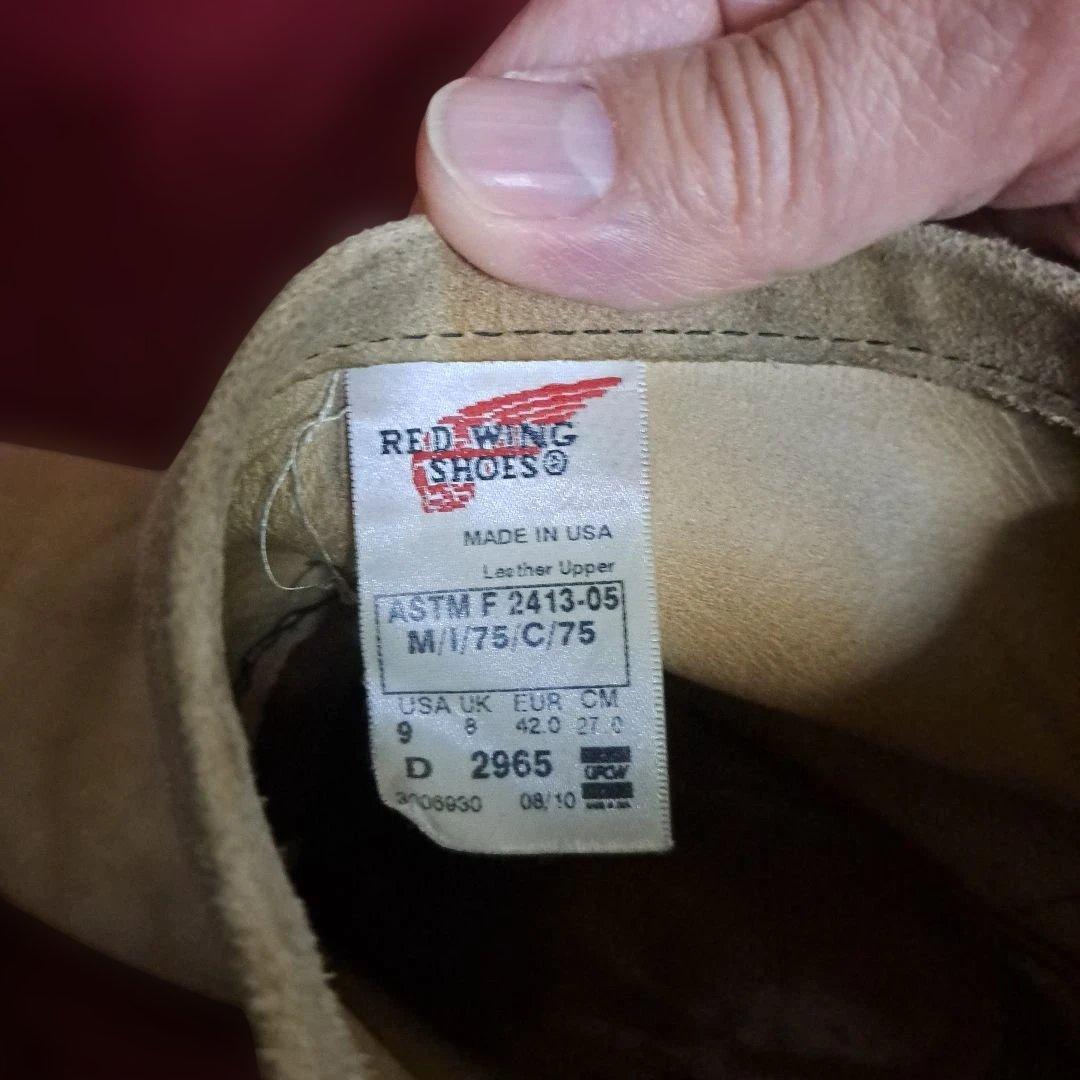 RED WING
SHOES®
MADE IN USA
Leather Upper
ASTM F 2413-05
M/I/75/C/75
USA UK EUR CM
9 8 42.0 27.0
D 2965
3006930 08/10